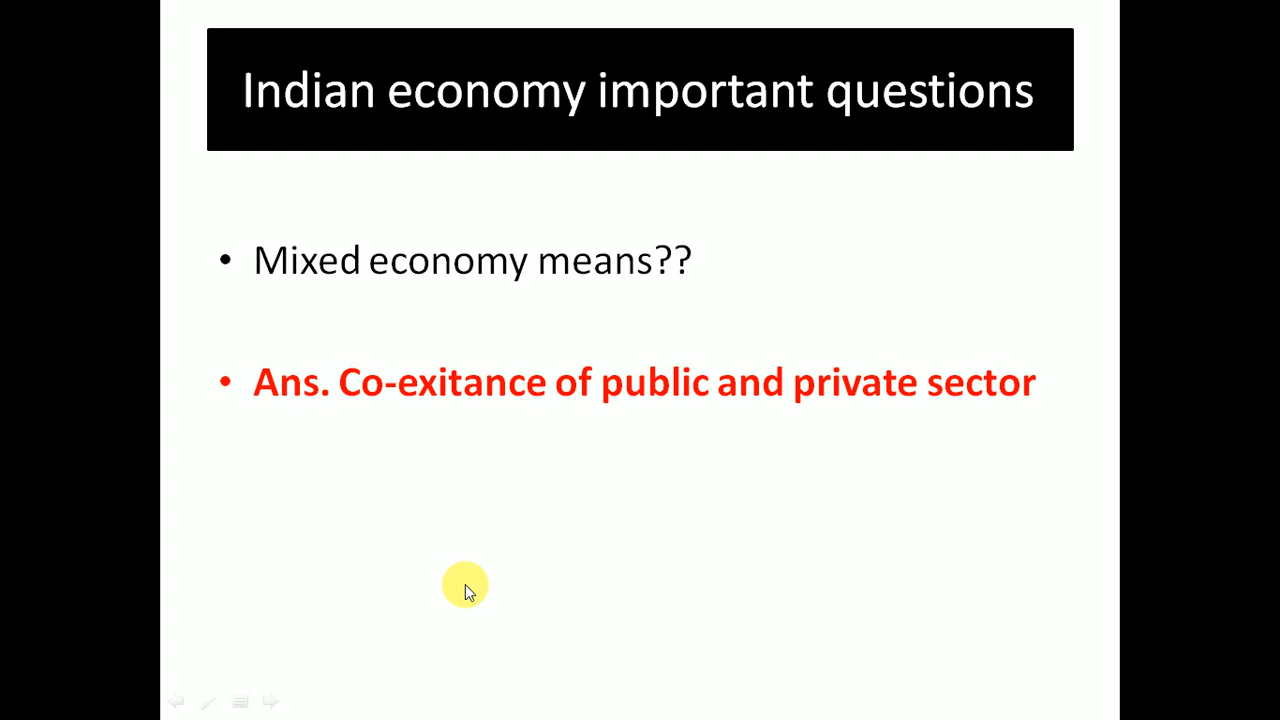 Indian economy important questions
• Mixed economy means??
• Ans. Co-exitance of public and private sector